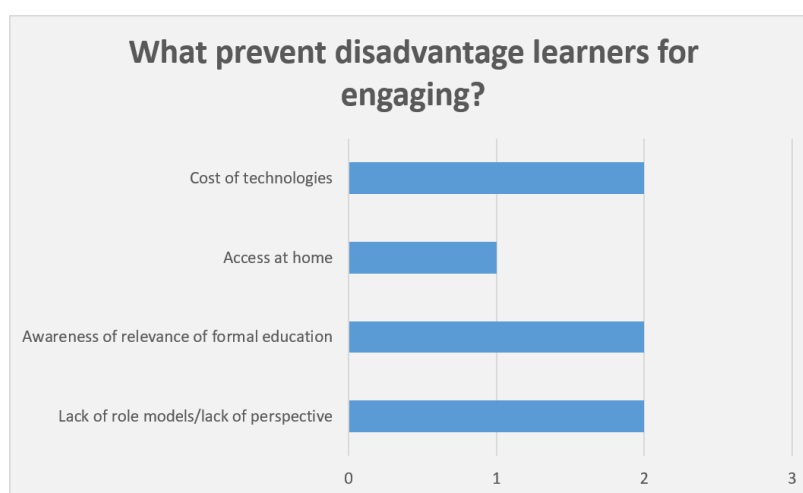 What prevent disadvantage learners for
engaging?
Cost of technologies
Access at home
Awareness of relevance of formal education
Lack of role models/lack of perspective
0 1 2 3